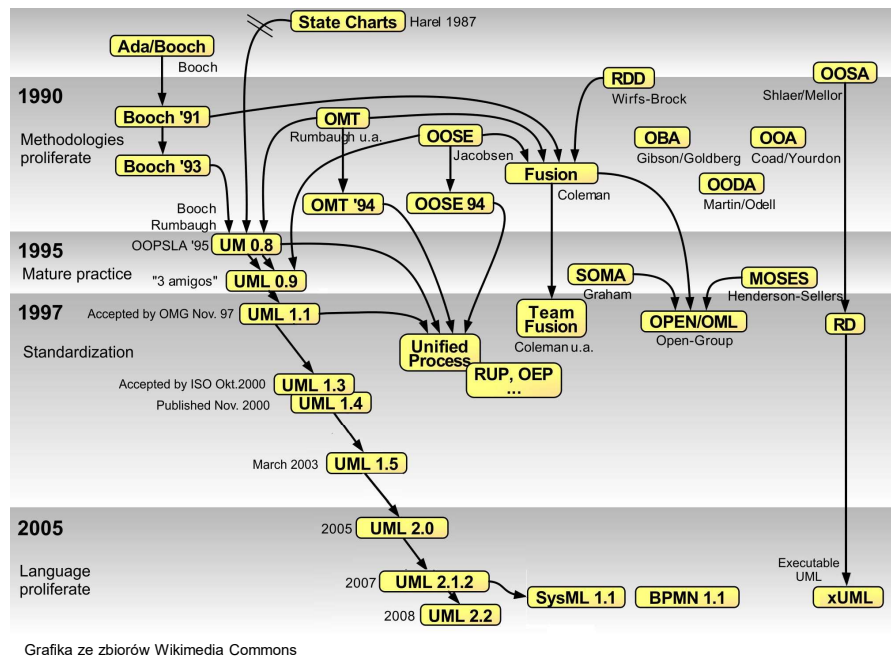 State Charts
Harel 1987
Ada/Booch
Booch
OOSA
Shlaer/Mellor
RDD
Wirfs-Brock
1990
Methodologies
proliferate
Booch '91
OMT
Rumbaugh u.a.
OOSE
Jacobsen
OBA
Gibson/Goldberg
OOA
Coad/Yourdon
Booch '93
Fusion
Coleman
OODA
Martin/Odell
OMT '94
OOSE 94
Booch
Rumbaugh
1995
Mature practice
OOPSLA '95
UM 0.8
"3 amigos"
UML 0.9
SOMA
Graham
MOSES
Henderson-Sellers
1997
Standardization
Accepted by OMG Nov. 97
UML 1.1
Team
Fusion
Coleman u.a.
OPEN/OML
Open-Group
RD
Unified
Process
RUP, OEP
...
Accepted by ISO Okt.2000
UML 1.3
Published Nov. 2000
UML 1.4
March 2003
UML 1.5
2005
Language
proliferate
2005
UML 2.0
2007
UML 2.1.2
2008
UML 2.2
SysML 1.1
BPMN 1.1
Executable
UML
xUML
Grafika ze zbiorów Wikimedia Commons